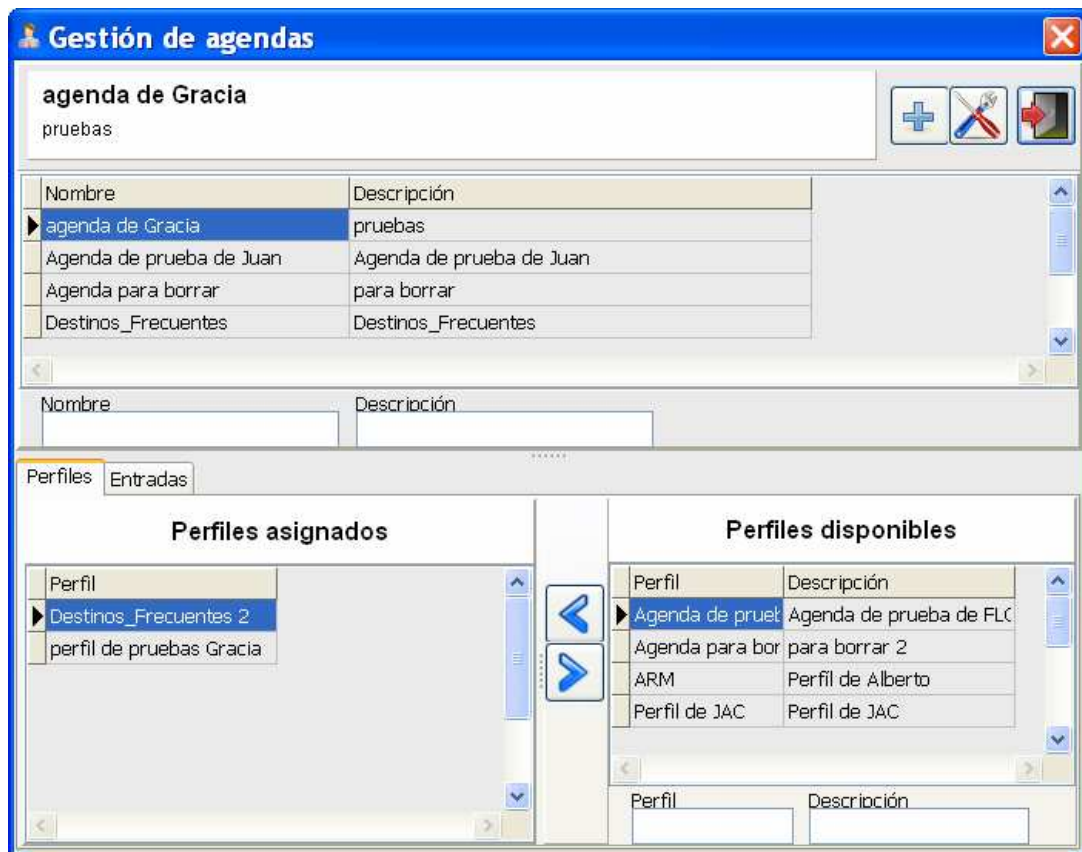 Gestión de agendas
agenda de Gracia
pruebas
Nombre Descripción
agenda de Gracia pruebas
Agenda de prueba de Juan Agenda de prueba de Juan
Agenda para borrar para borrar
Destinos_Frecuentes Destinos_Frecuentes
Nombre Descripción
Perfiles Entradas
Perfiles asignados
Perfil
Destinos_Frecuentes 2
perfil de pruebas Gracia
Perfiles disponibles
Perfil Descripción
Agenda de prueb Agenda de prueba de FLO
Agenda para bor para borrar 2
ARM Perfil de Alberto
Perfil de JAC Perfil de JAC
Perfil Descripción